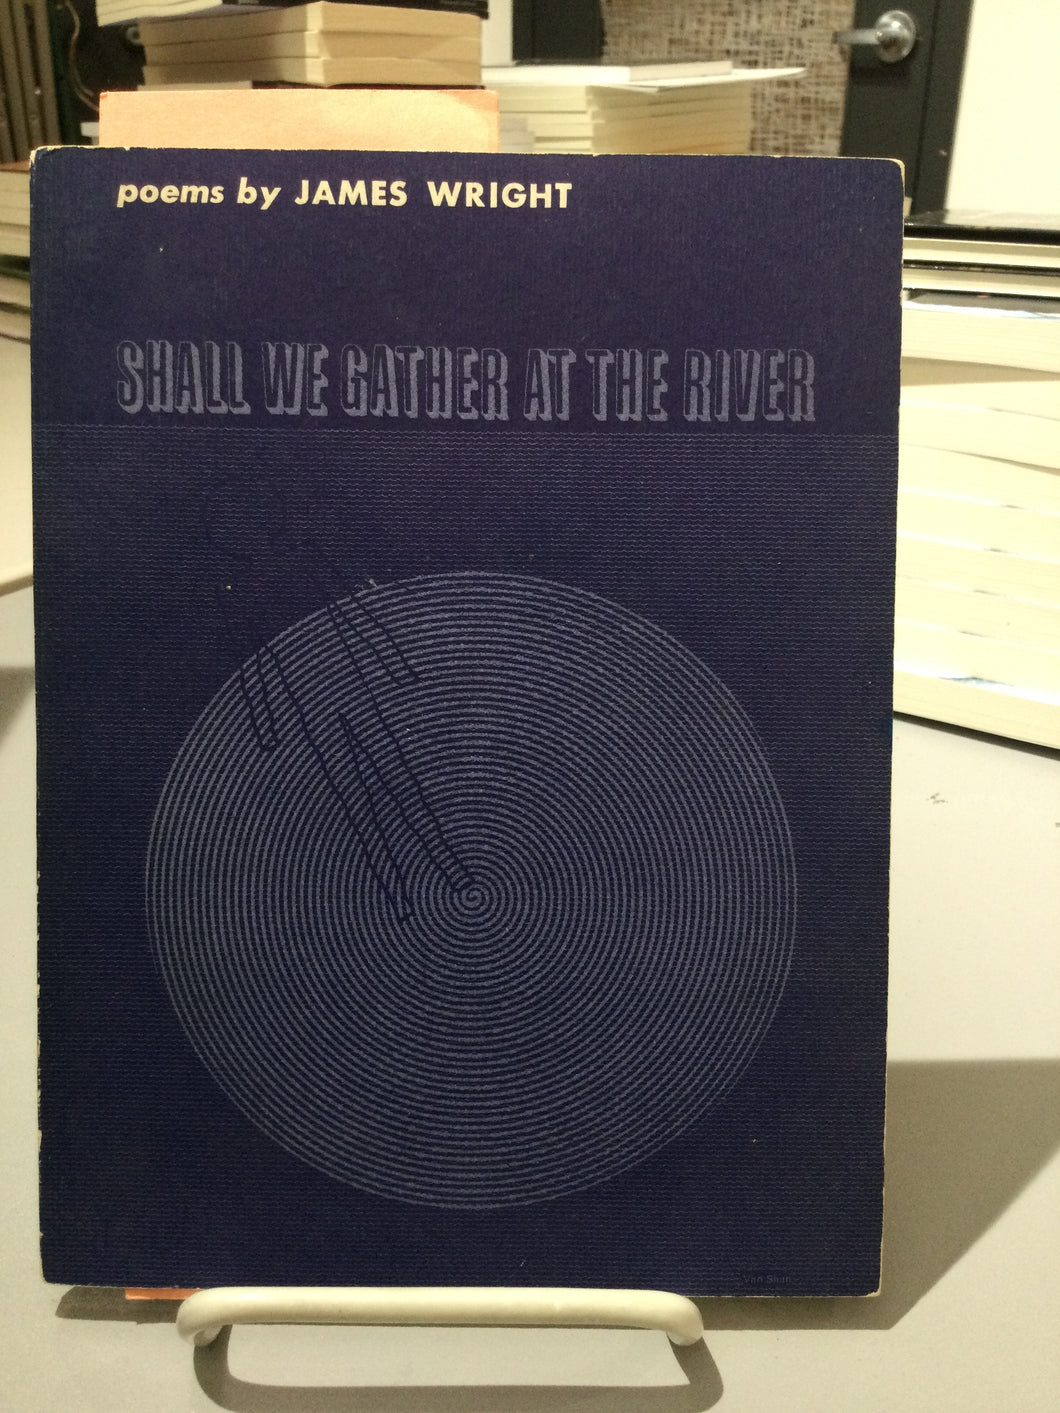 poems by JAMES WRIGHT
SHALL WE GATHER AT THE RIVER